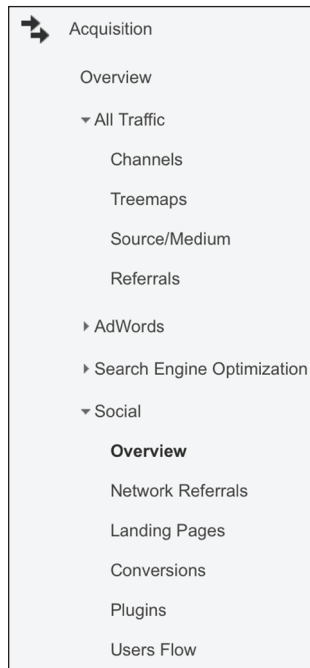 Acquisition
Overview
All Traffic
Channels
Treemaps
Source/Medium
Referrals
AdWords
Search Engine Optimization
Social
Overview
Network Referrals
Landing Pages
Conversions
Plugins
Users Flow